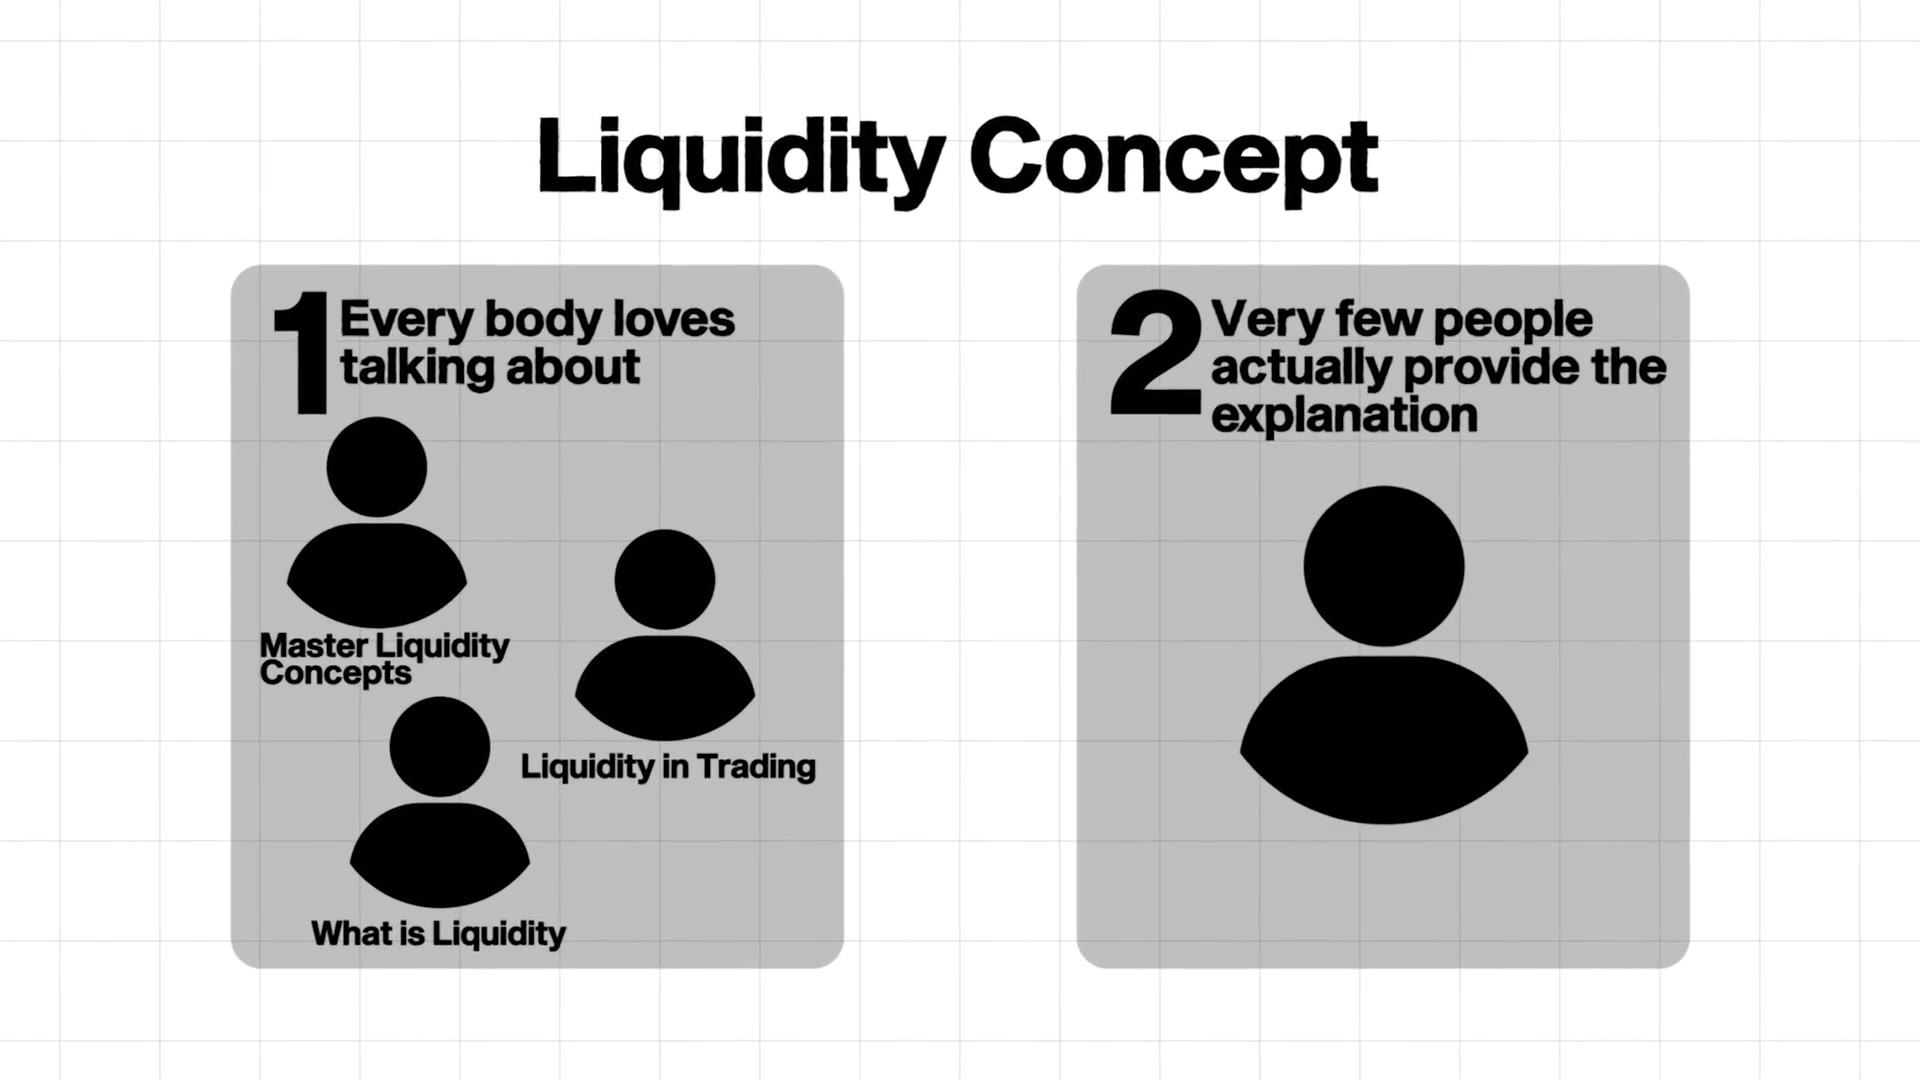 Liquidity Concept
1
Every body loves
talking about
Master Liquidity
Concepts
Liquidity in Trading
What is Liquidity
2
Very few people
actually provide the
explanation